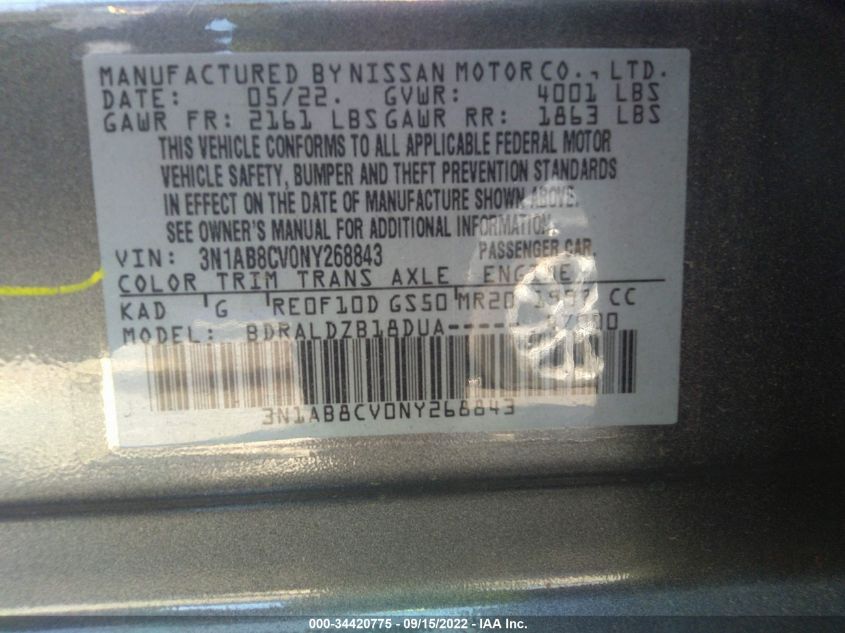 MANUFACTURED BY NISSAN MOTOR CO., LTD.
DATE: 05/22. GVWR: 4001 LBS
GAWR FR: 2161 LBS GAWR RR: 1863 LBS
THIS VEHICLE CONFORMS TO ALL APPLICABLE FEDERAL MOTOR
VEHICLE SAFETY, BUMPER AND THEFT PREVENTION STANDARDS
IN EFFECT ON THE DATE OF MANUFACTURE SHOWN ABOVE.
SEE OWNER'S MANUAL FOR ADDITIONAL INFORMATION.
VIN: 3N1AB8CV0NY268843 PASSENGER CAR
COLOR TRIM TRANS AXLE ENGINE
KAD G RE0F10D GS50 MR20 1997 CC
MODEL: BDRALDZB18DUA-----
3N1AB8CV0NY268843
000-34420775 - 09/15/2022 - IAA Inc.